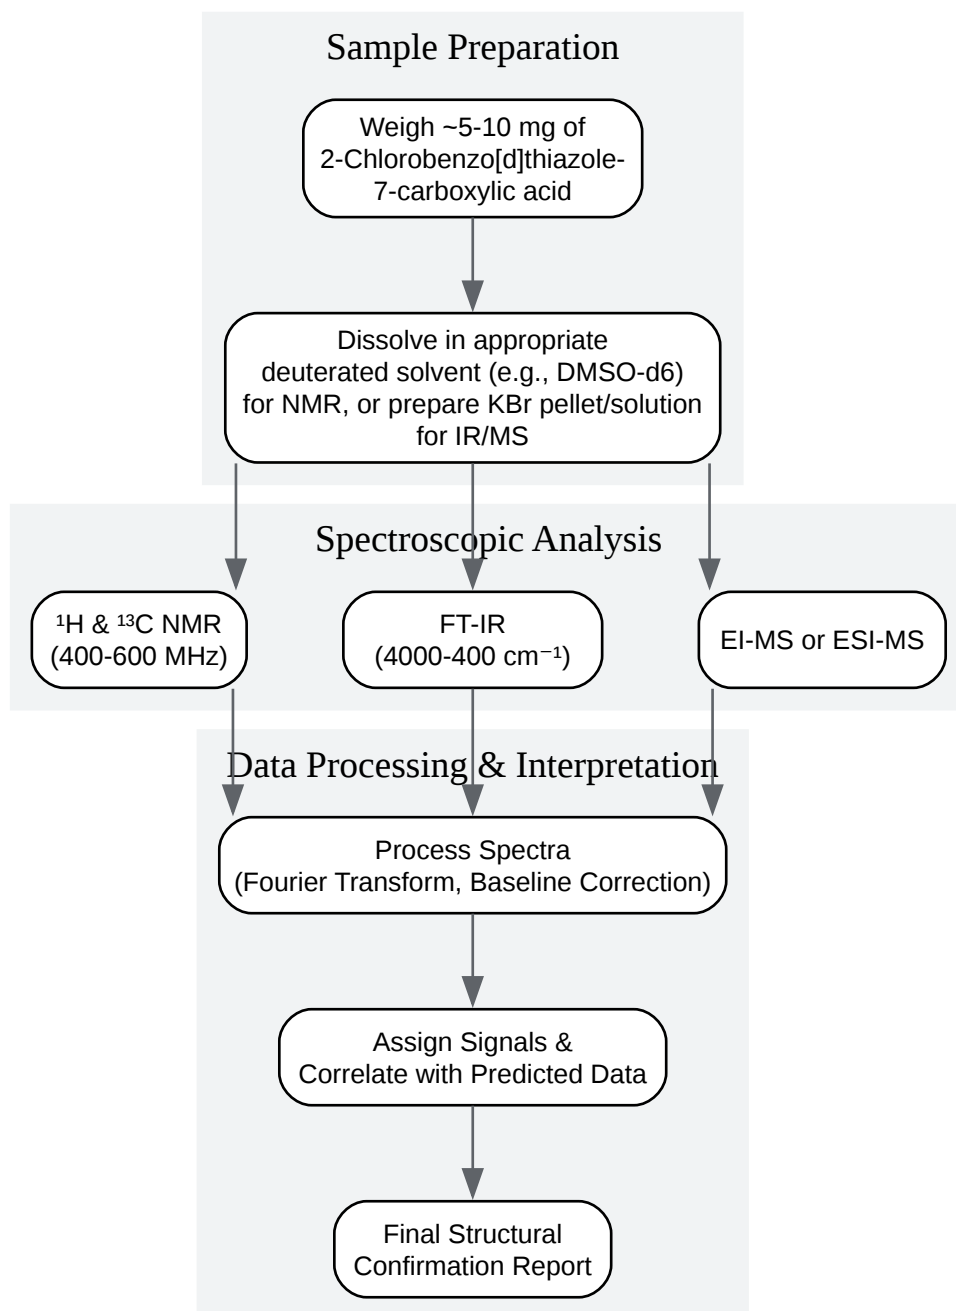 Sample Preparation
Weigh ~5-10 mg of
2-Chlorobenzo[d]thiazole-
7-carboxylic acid
Dissolve in appropriate
deuterated solvent (e.g., DMSO-d6)
for NMR, or prepare KBr pellet/solution
for IR/MS
Spectroscopic Analysis
¹H & ¹³C NMR
(400-600 MHz)
FT-IR
(4000-400 cm⁻¹)
EI-MS or ESI-MS
Data Processing & Interpretation
Process Spectra
(Fourier Transform, Baseline Correction)
Assign Signals &
Correlate with Predicted Data
Final Structural
Confirmation Report